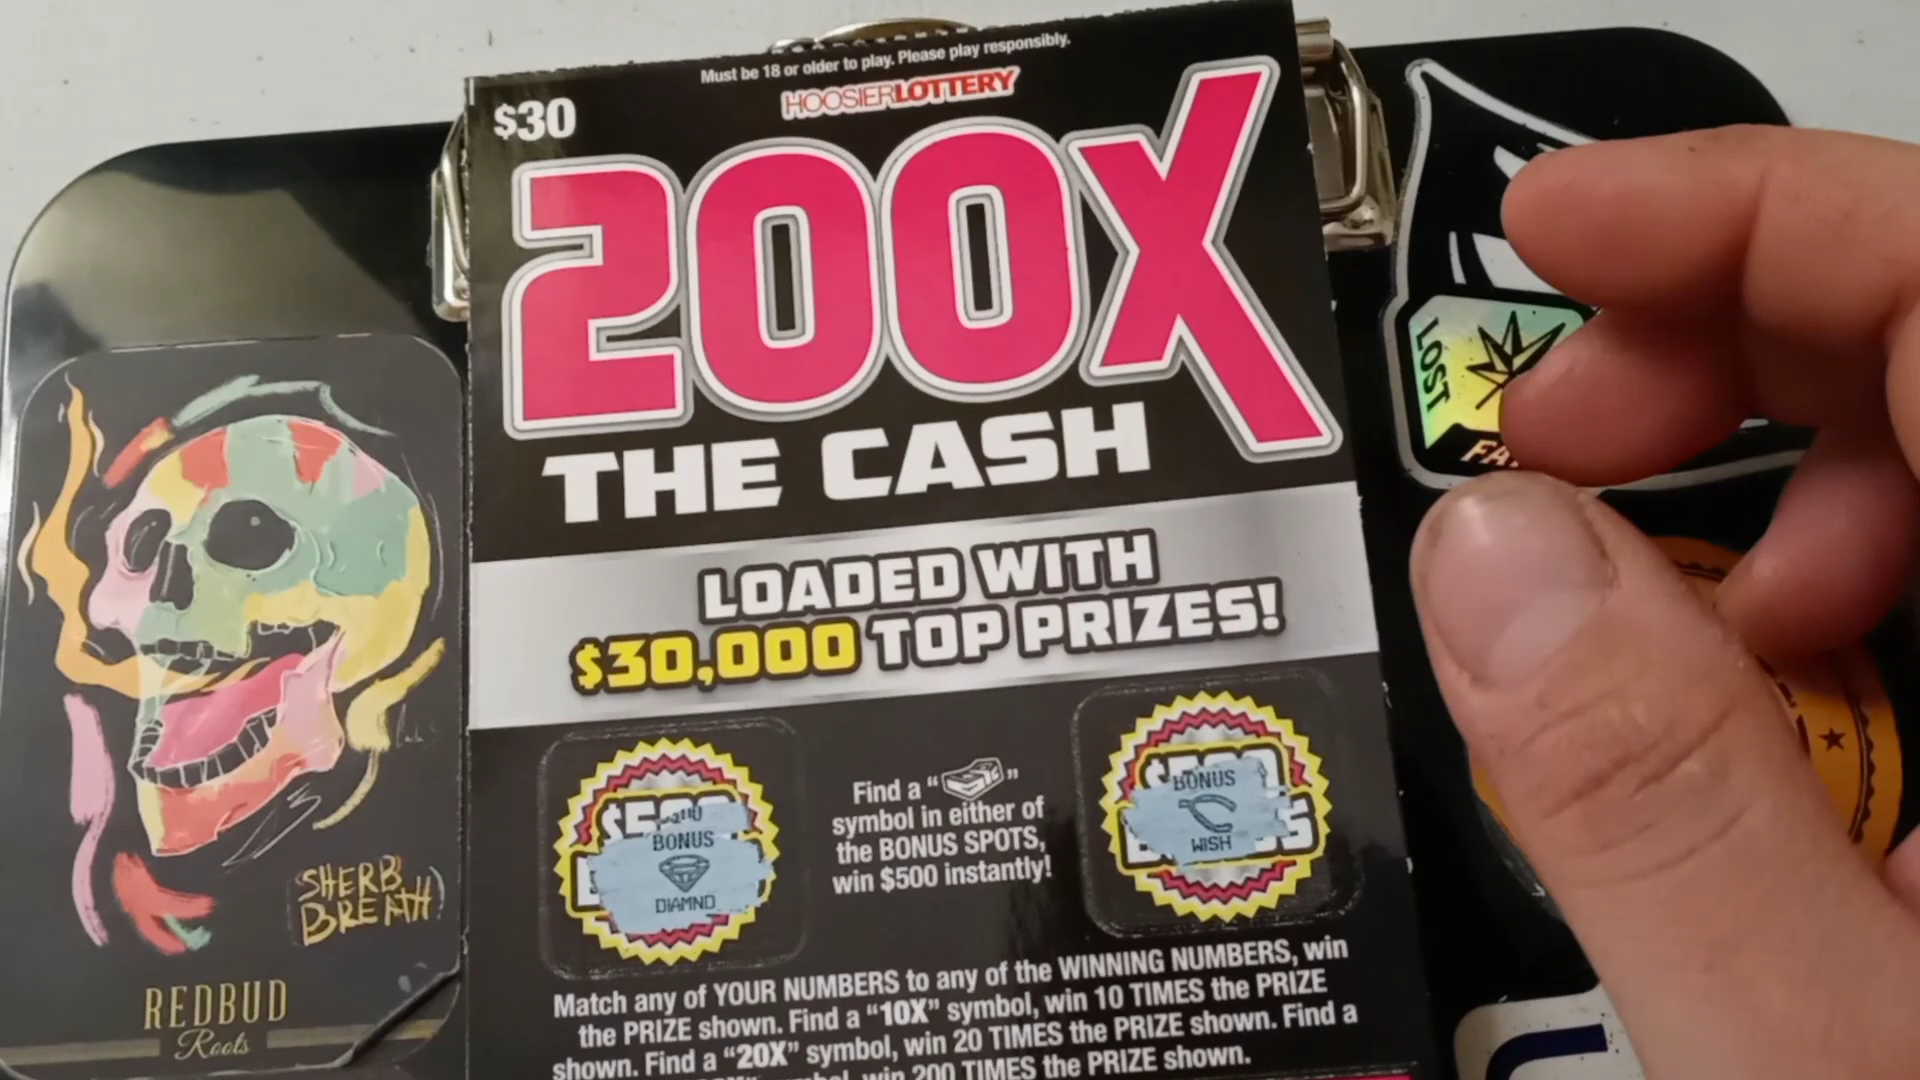 Must be 18 or older to play. Please play responsibly.
HOOSIERLOTTERY
$30
200X
THE CASH
LOADED WITH
$30,000 TOP PRIZES!
BONUS
DIAMND
Find a " "
symbol in either of
the BONUS SPOTS,
win $500 instantly!
BONUS
WISH
Match any of YOUR NUMBERS to any of the WINNING NUMBERS, win
the PRIZE shown. Find a "10X" symbol, win 10 TIMES the PRIZE
shown. Find a "20X" symbol, win 20 TIMES the PRIZE shown. Find a
win 200 TIMES the PRIZE shown.
SHERB
BREATH
REDBUD
Roots
LOST